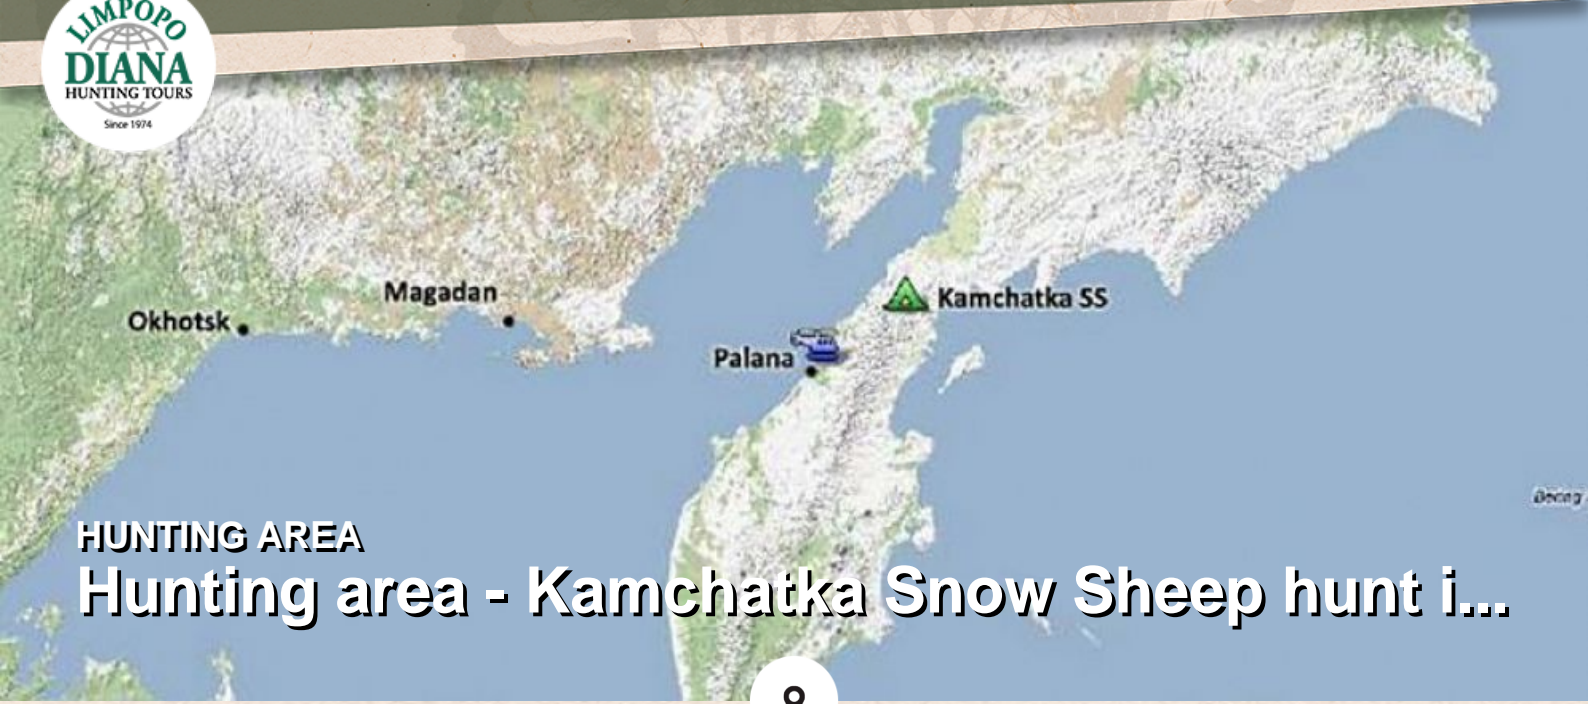 LIMPOPO
DIANA
HUNTING TOURS
Since 1974
Magadan
Okhotsk
Kamchatka SS
Palana
Bering
HUNTING AREA
Hunting area - Kamchatka Snow Sheep hunt i...